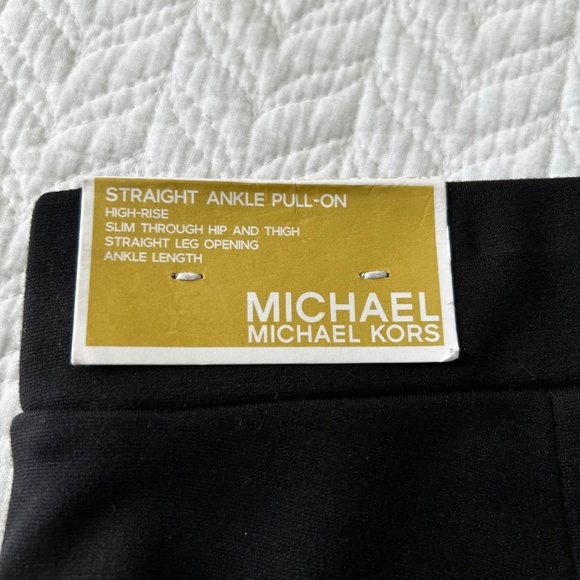 STRAIGHT ANKLE PULL-ON
HIGH-RISE
SLIM THROUGH HIP AND THIGH
STRAIGHT LEG OPENING
ANKLE LENGTH
MICHAEL
MICHAEL KORS